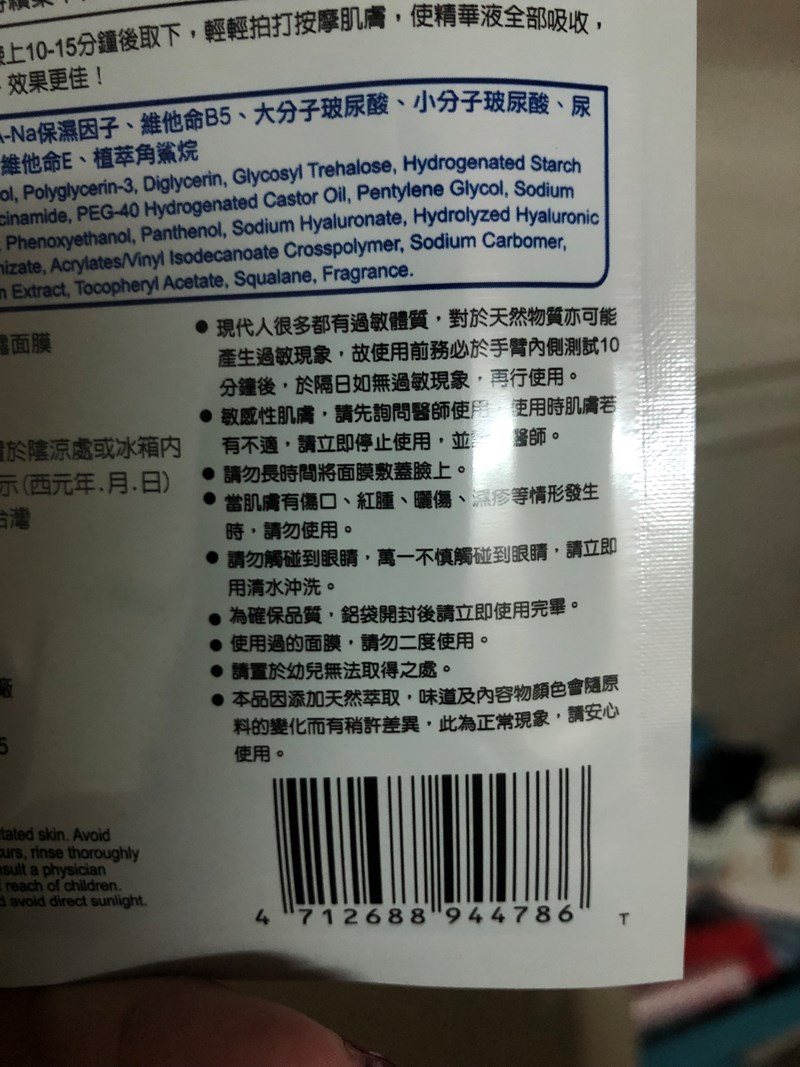 上10-15分鐘後取下，輕輕拍打按摩肌膚，使精華液全部吸收，
效果更佳！
-Na保濕因子、維他命B5、大分子玻尿酸、小分子玻尿酸、尿
維他命E、植萃角鯊烷
ol, Polyglycerin-3, Diglycerin, Glycosyl Trehalose, Hydrogenated Starch
cinamide, PEG-40 Hydrogenated Castor Oil, Pentylene Glycol, Sodium
, Phenoxyethanol, Panthenol, Sodium Hyaluronate, Hydrolyzed Hyaluronic
nizate, Acrylates/Vinyl Isodecanoate Crosspolymer, Sodium Carbomer,
n Extract, Tocopheryl Acetate, Squalane, Fragrance.
面膜
於陰涼處或冰箱內
示(西元年.月.日)
台灣
廠
5
● 現代人很多都有過敏體質，對於天然物質亦可能
產生過敏現象，故使用前務必於手臂內側測試10
分鐘後，於隔日如無過敏現象，再行使用。
● 敏感性肌膚，請先詢問醫師使用 使用時肌膚若
有不適，請立即停止使用，並 醫師。
● 請勿長時間將面膜敷蓋臉上。
● 當肌膚有傷口、紅腫、曬傷、濕疹等情形發生
時，請勿使用。
● 請勿觸碰到眼睛，萬一不慎觸碰到眼睛，請立即
用清水沖洗。
● 為確保品質，鋁袋開封後請立即使用完畢。
● 使用過的面膜，請勿二度使用。
● 請置於幼兒無法取得之處。
● 本品因添加天然萃取，味道及內容物顏色會隨原
料的變化而有稍許差異，此為正常現象，請安心
使用。
tated skin. Avoid
urs, rinse thoroughly
sult a physician
reach of children.
d avoid direct sunlight.
4 712688 944786 T